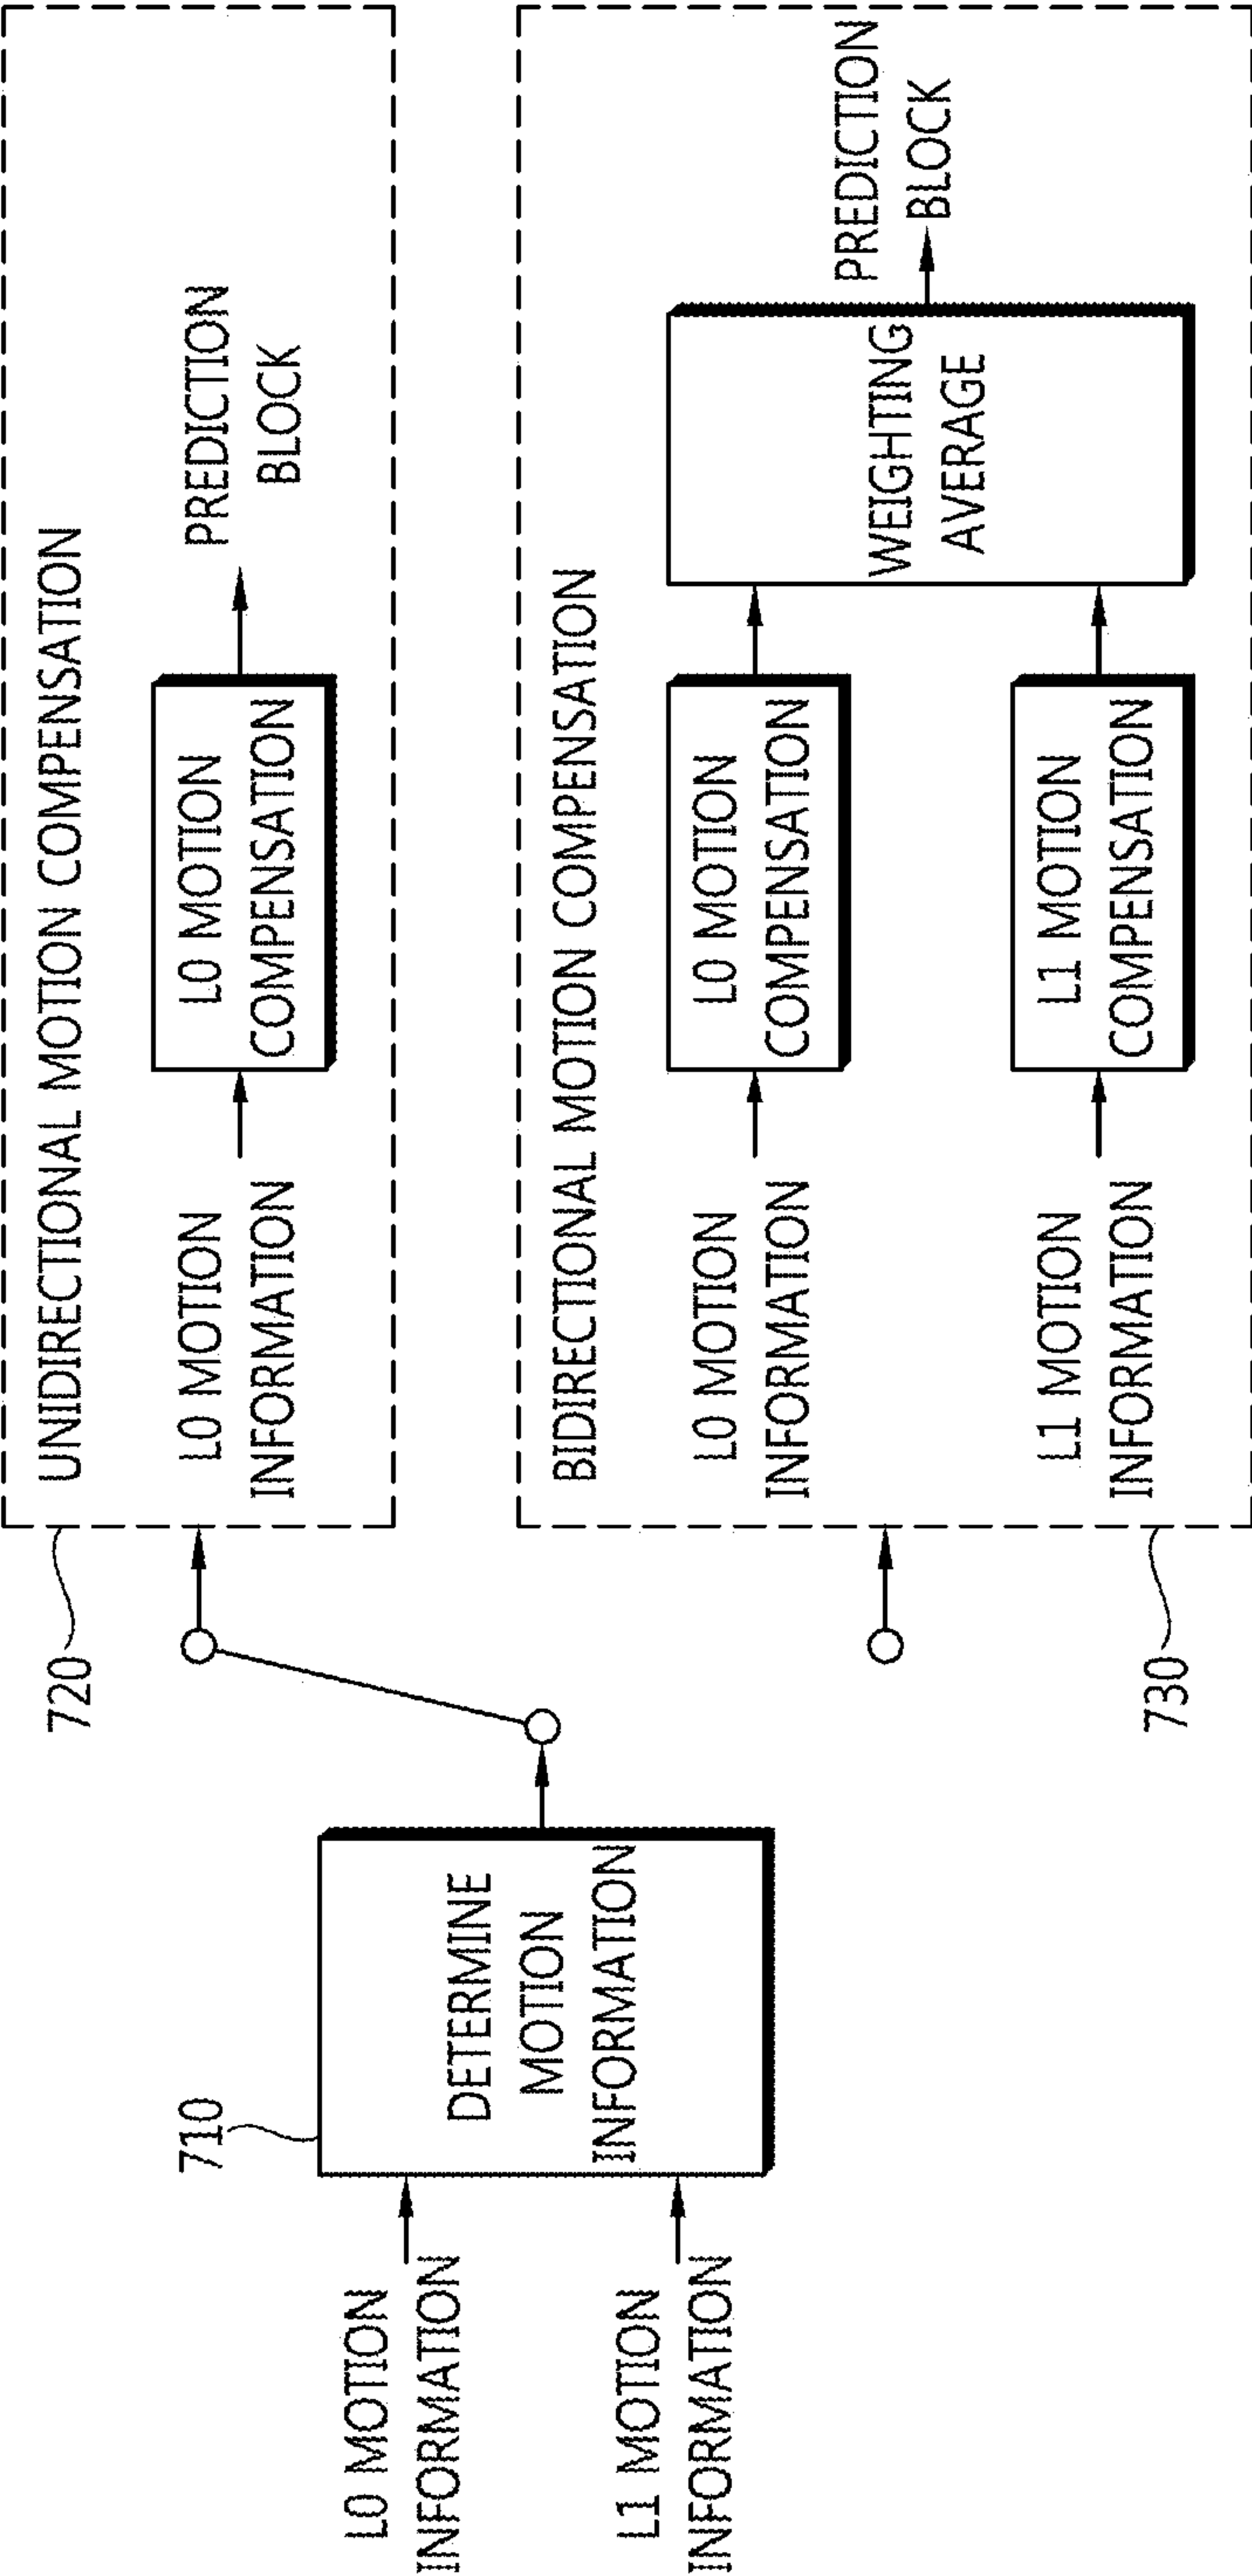 L0 MOTION
INFORMATION
L1 MOTION
INFORMATION
710
DETERMINE
MOTION
INFORMATION
720
UNIDIRECTIONAL MOTION COMPENSATION
L0 MOTION
INFORMATION
L0 MOTION
COMPENSATION
PREDICTION
BLOCK
730
BIDIRECTIONAL MOTION COMPENSATION
L0 MOTION
INFORMATION
L0 MOTION
COMPENSATION
L1 MOTION
INFORMATION
L1 MOTION
COMPENSATION
WEIGHTING
AVERAGE
PREDICTION
BLOCK